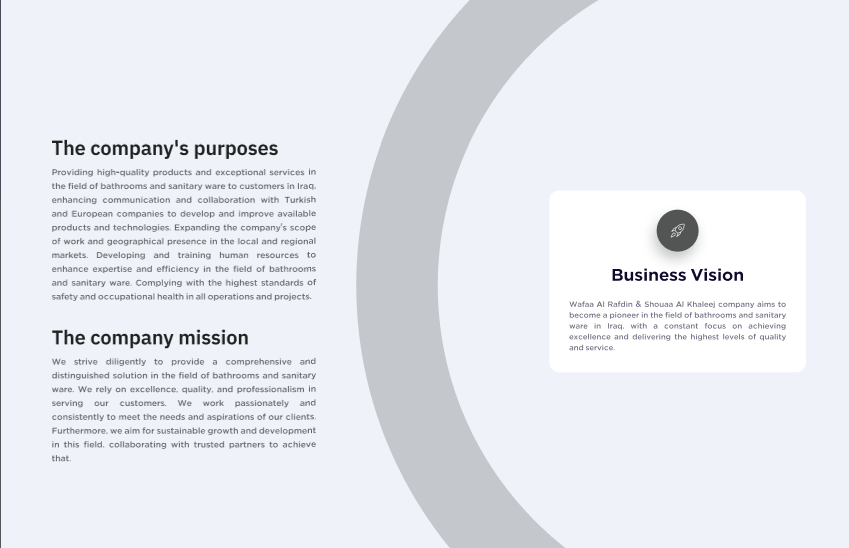 The company's purposes
Providing high-quality products and exceptional services in
the field of bathrooms and sanitary ware to customers in Iraq,
enhancing communication and collaboration with Turkish
and European companies to develop and improve available
products and technologies. Expanding the company's scope
of work and geographical presence in the local and regional
markets. Developing and training human resources to
enhance expertise and efficiency in the field of bathrooms
and sanitary ware. Complying with the highest standards of
safety and occupational health in all operations and projects.
The company mission
We strive diligently to provide a comprehensive and
distinguished solution in the field of bathrooms and sanitary
ware. We rely on excellence, quality, and professionalism in
serving our customers. We work passionately and
consistently to meet the needs and aspirations of our clients.
Furthermore, we aim for sustainable growth and development
in this field, collaborating with trusted partners to achieve
that.
Business Vision
Wafaa Al Rafdin & Shouaa Al Khaleej company aims to
become a pioneer in the field of bathrooms and sanitary
ware in Iraq, with a constant focus on achieving
excellence and delivering the highest levels of quality
and service.